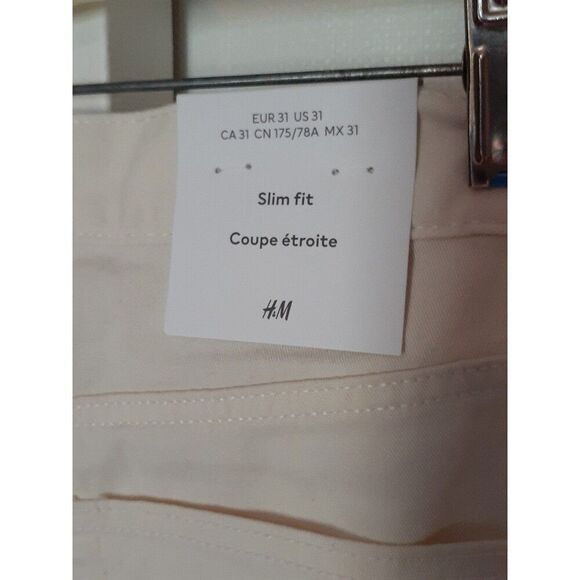 EUR 31 US 31
CA 31 CN 175/78A MX 31
Slim fit
Coupe étroite
H&M